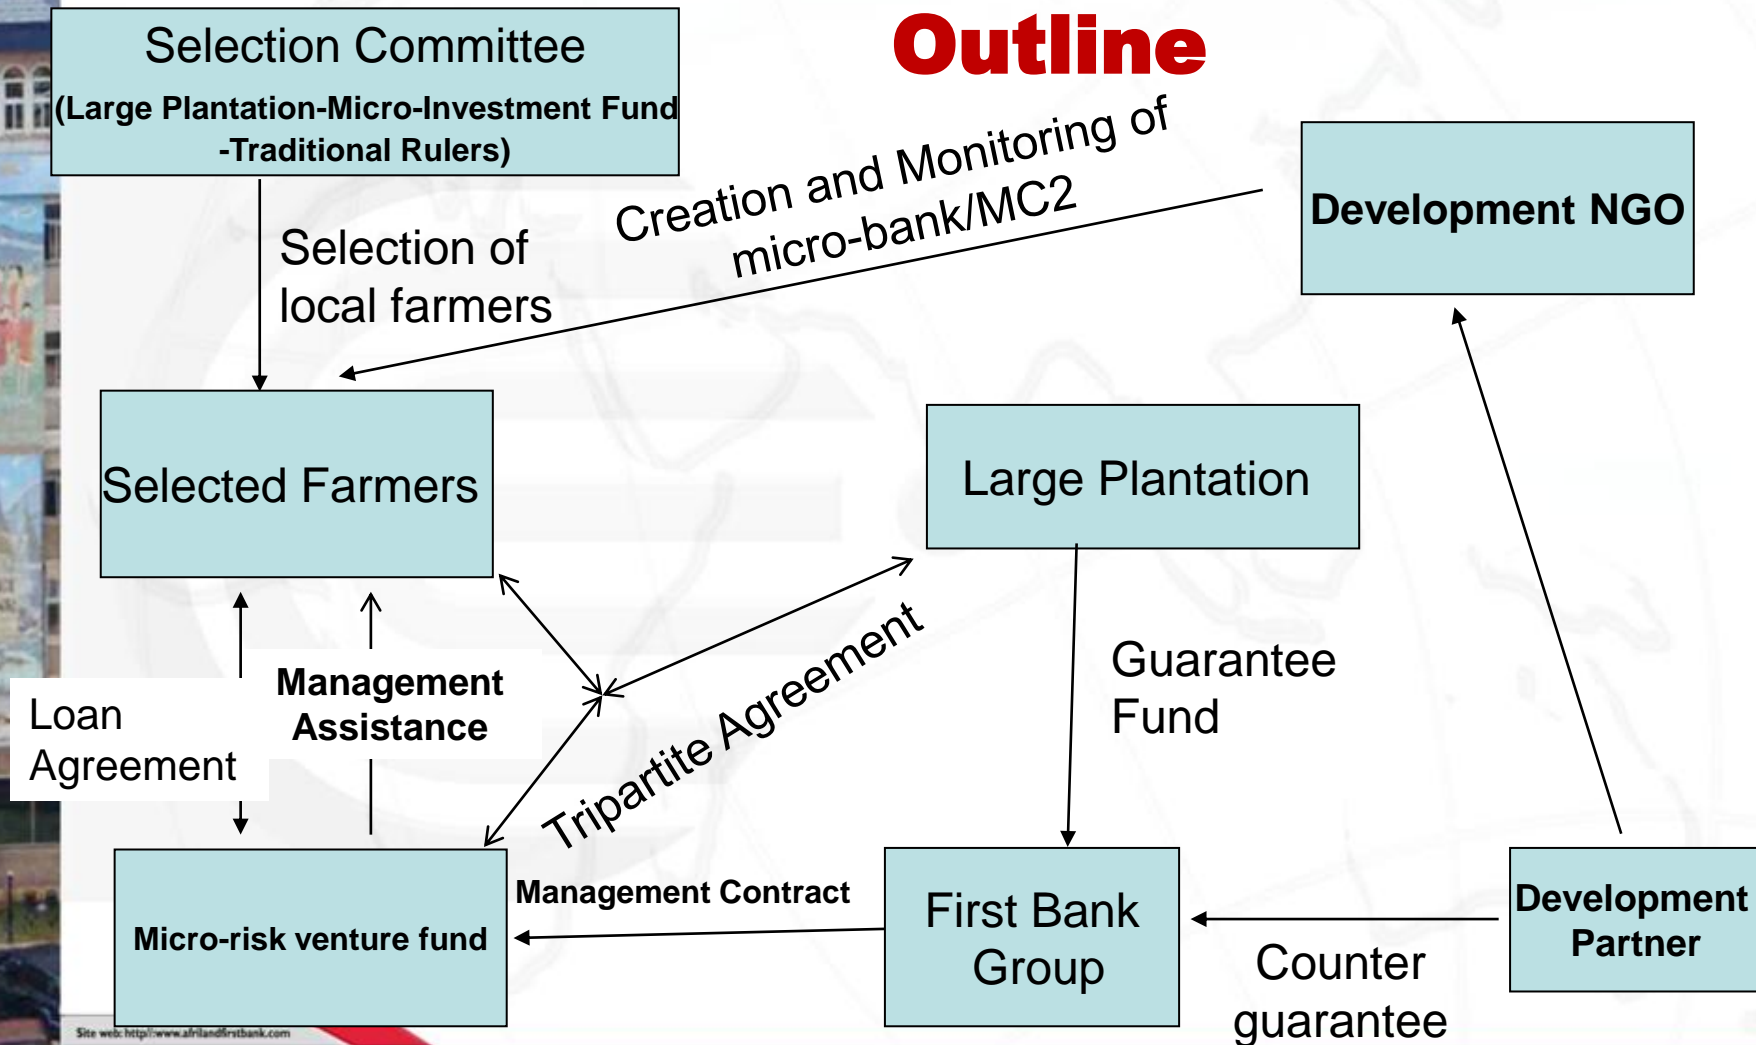 Outline
Selection Committee
(Large Plantation-Micro-Investment Fund
-Traditional Rulers)
Creation and Monitoring of
micro-bank/MC2
Development NGO
Selection of
local farmers
Selected Farmers
Large Plantation
Management
Assistance
Loan
Agreement
Tripartite Agreement
Guarantee
Fund
Micro-risk venture fund
Management Contract
First Bank
Group
Development
Partner
Counter
guarantee
Site web: http//:www.afrilandfirstbank.com